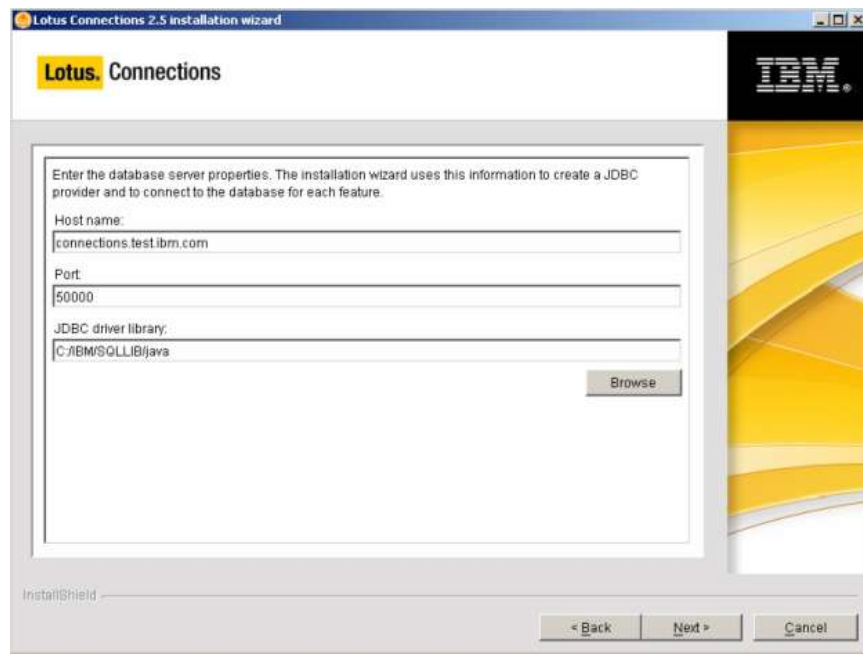 Lotus Connections 2.5 installation wizard
Lotus. Connections
IBM®
Enter the database server properties. The installation wizard uses this information to create a JDBC
provider and to connect to the database for each feature.
Host name:
connections.test.ibm.com
Port:
50000
JDBC driver library:
C:/IBM/SQLLIB/java
Browse
InstallShield
< Back
Next >
Cancel